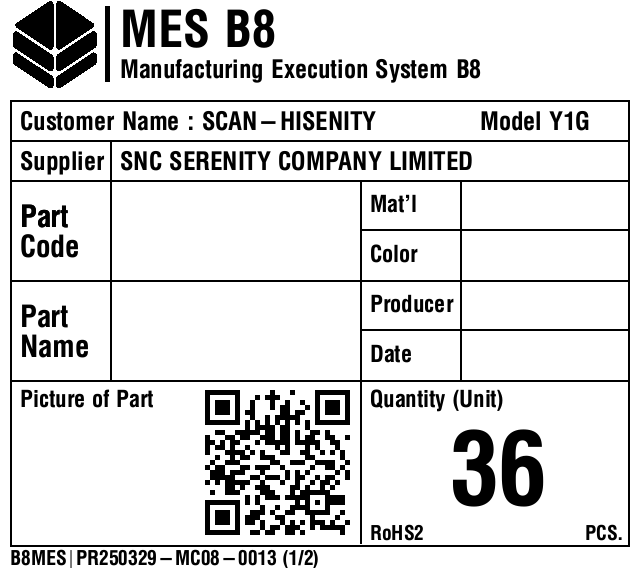 MES B8
Manufacturing Execution System B8
Customer Name : SCAN – HISENITY Model Y1G
Supplier SNC SERENITY COMPANY LIMITED
Part Code
Mat'l
Color
Part Name
Producer
Date
Picture of Part
Quantity (Unit)
36
RoHS2 PCS.
B8MES | PR250329 – MC08 – 0013 (1/2)